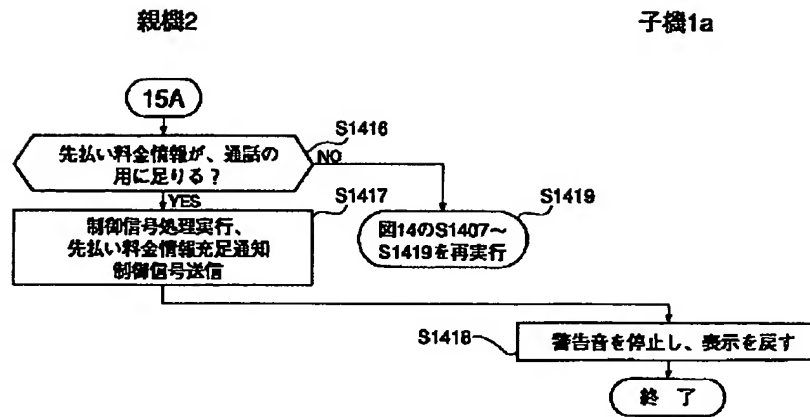 親機2
子機1a
15A
S1416
先払い料金情報が、通話の
用に足りる？
NO
YES
S1417
制御信号処理実行、
先払い料金情報充足通知
制御信号送信
S1419
図14のS1407～
S1419を再実行
S1418
警告音を停止し、表示を戻す
終 了